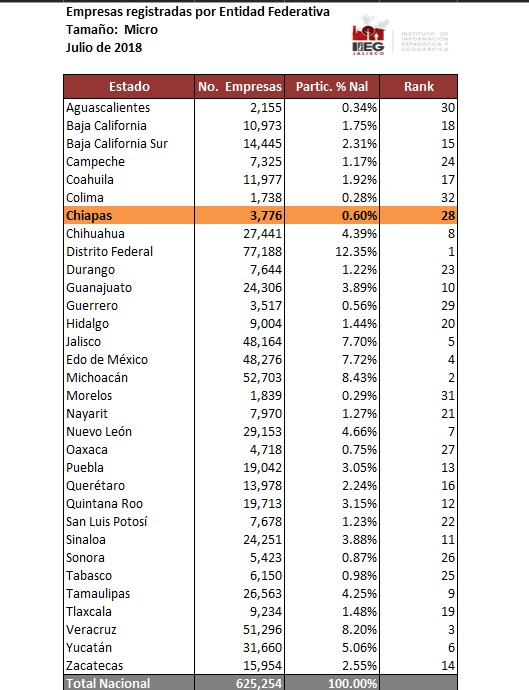 Empresas registradas por Entidad Federativa
Tamaño: Micro
Julio de 2018
IIEG
JALISCO
INSTITUTO DE
INFORMACIÓN
ESTADÍSTICA Y
GEOGRÁFICA
Estado No. Empresas Partic. % Nal Rank
Aguascalientes 2,155 0.34% 30
Baja California 10,973 1.75% 18
Baja California Sur 14,445 2.31% 15
Campeche 7,325 1.17% 24
Coahuila 11,977 1.92% 17
Colima 1,738 0.28% 32
Chiapas 3,776 0.60% 28
Chihuahua 27,441 4.39% 8
Distrito Federal 77,188 12.35% 1
Durango 7,644 1.22% 23
Guanajuato 24,306 3.89% 10
Guerrero 3,517 0.56% 29
Hidalgo 9,004 1.44% 20
Jalisco 48,164 7.70% 5
Edo de México 48,276 7.72% 4
Michoacán 52,703 8.43% 2
Morelos 1,839 0.29% 31
Nayarit 7,970 1.27% 21
Nuevo León 29,153 4.66% 7
Oaxaca 4,718 0.75% 27
Puebla 19,042 3.05% 13
Querétaro 13,978 2.24% 16
Quintana Roo 19,713 3.15% 12
San Luis Potosí 7,678 1.23% 22
Sinaloa 24,251 3.88% 11
Sonora 5,423 0.87% 26
Tabasco 6,150 0.98% 25
Tamaulipas 26,563 4.25% 9
Tlaxcala 9,234 1.48% 19
Veracruz 51,296 8.20% 3
Yucatán 31,660 5.06% 6
Zacatecas 15,954 2.55% 14
Total Nacional 625,254 100.00%